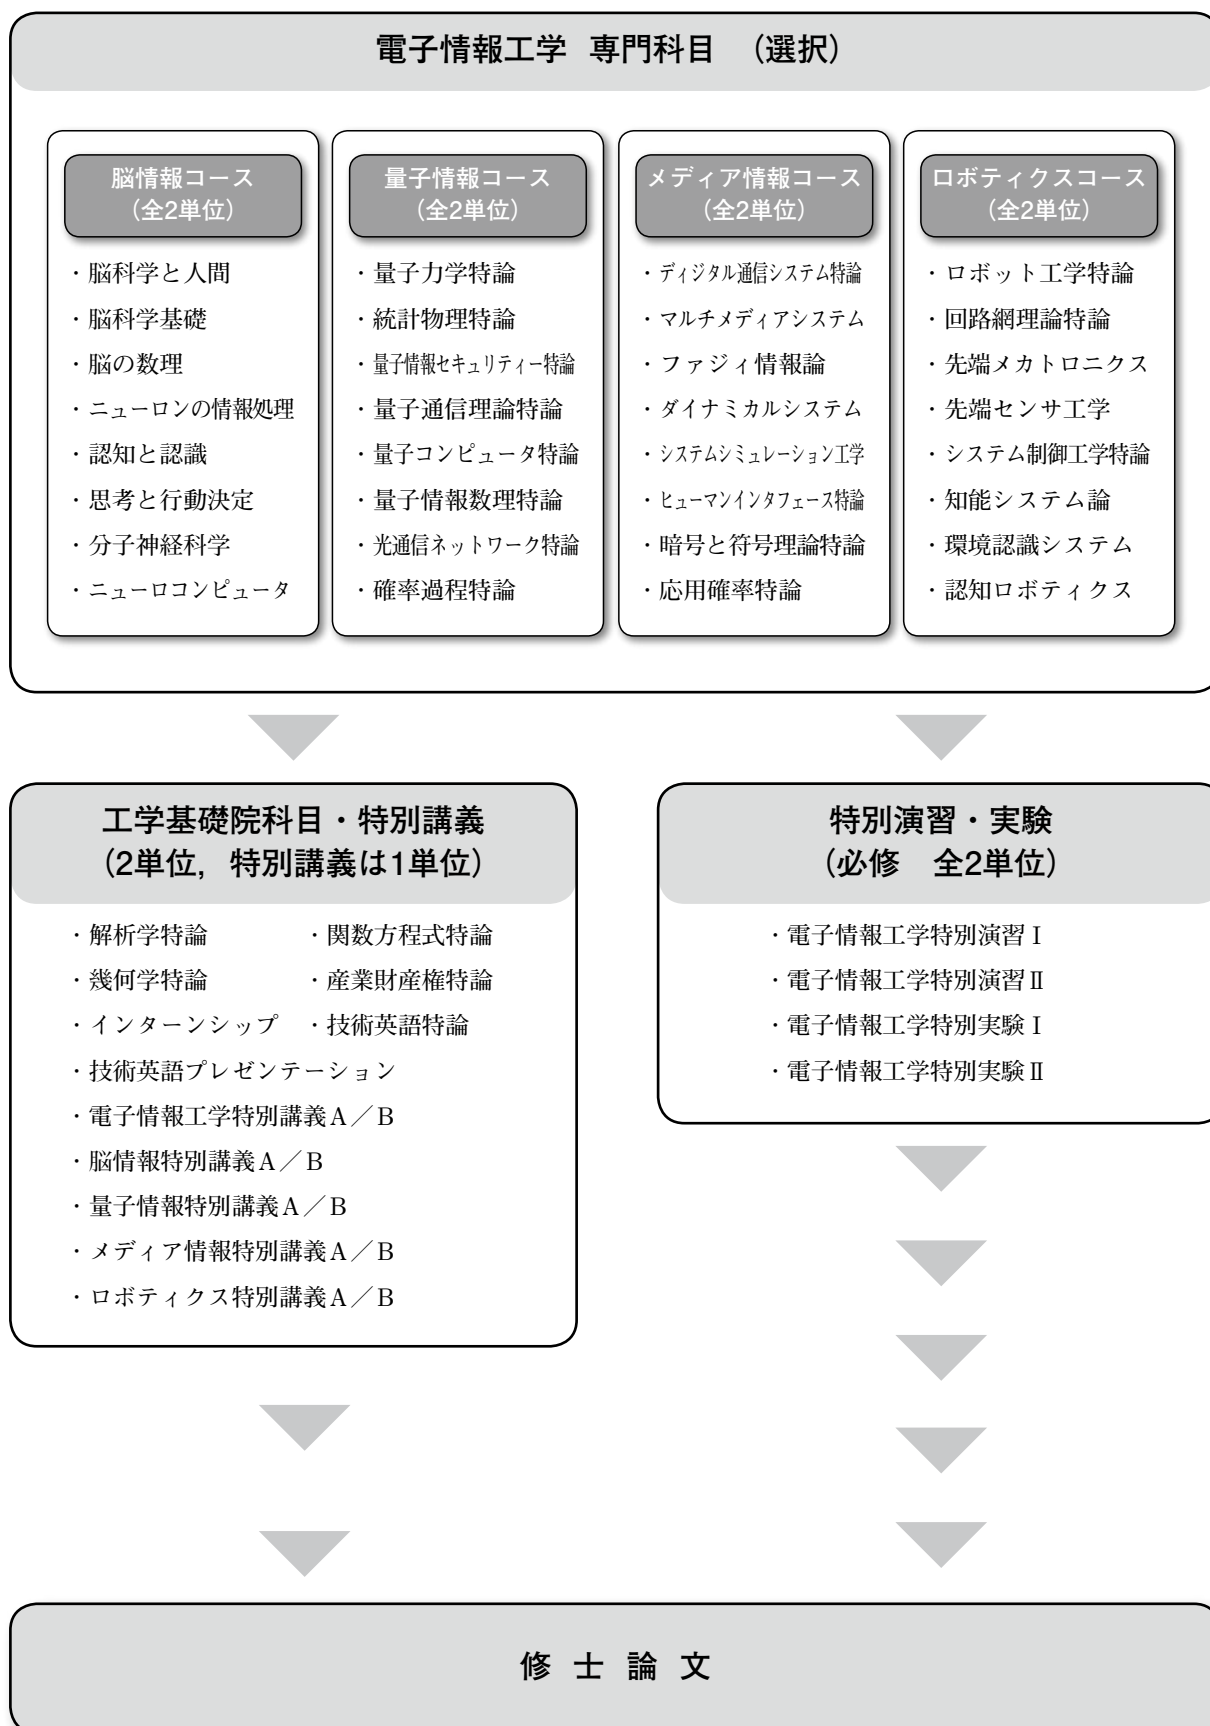 電子情報工学 専門科目 （選択）
脳情報コース
（全2単位）
・脳科学と人間
・脳科学基礎
・脳の数理
・ニューロンの情報処理
・認知と認識
・思考と行動決定
・分子神経科学
・ニューロコンピュータ
量子情報コース
（全2単位）
・量子力学特論
・統計物理特論
・量子情報セキュリティー特論
・量子通信理論特論
・量子コンピュータ特論
・量子情報数理特論
・光通信ネットワーク特論
・確率過程特論
メディア情報コース
（全2単位）
・ディジタル通信システム特論
・マルチメディアシステム
・ファジィ情報論
・ダイナミカルシステム
・システムシミュレーション工学
・ヒューマンインタフェース特論
・暗号と符号理論特論
・応用確率特論
ロボティクスコース
（全2単位）
・ロボット工学特論
・回路網理論特論
・先端メカトロニクス
・先端センサ工学
・システム制御工学特論
・知能システム論
・環境認識システム
・認知ロボティクス
工学基礎院科目・特別講義
（2単位，特別講義は1単位）
・解析学特論 ・関数方程式特論
・幾何学特論 ・産業財産権特論
・インターンシップ ・技術英語特論
・技術英語プレゼンテーション
・電子情報工学特別講義A／B
・脳情報特別講義A／B
・量子情報特別講義A／B
・メディア情報特別講義A／B
・ロボティクス特別講義A／B
特別演習・実験
（必修 全2単位）
・電子情報工学特別演習Ⅰ
・電子情報工学特別演習Ⅱ
・電子情報工学特別実験Ⅰ
・電子情報工学特別実験Ⅱ
修士論文